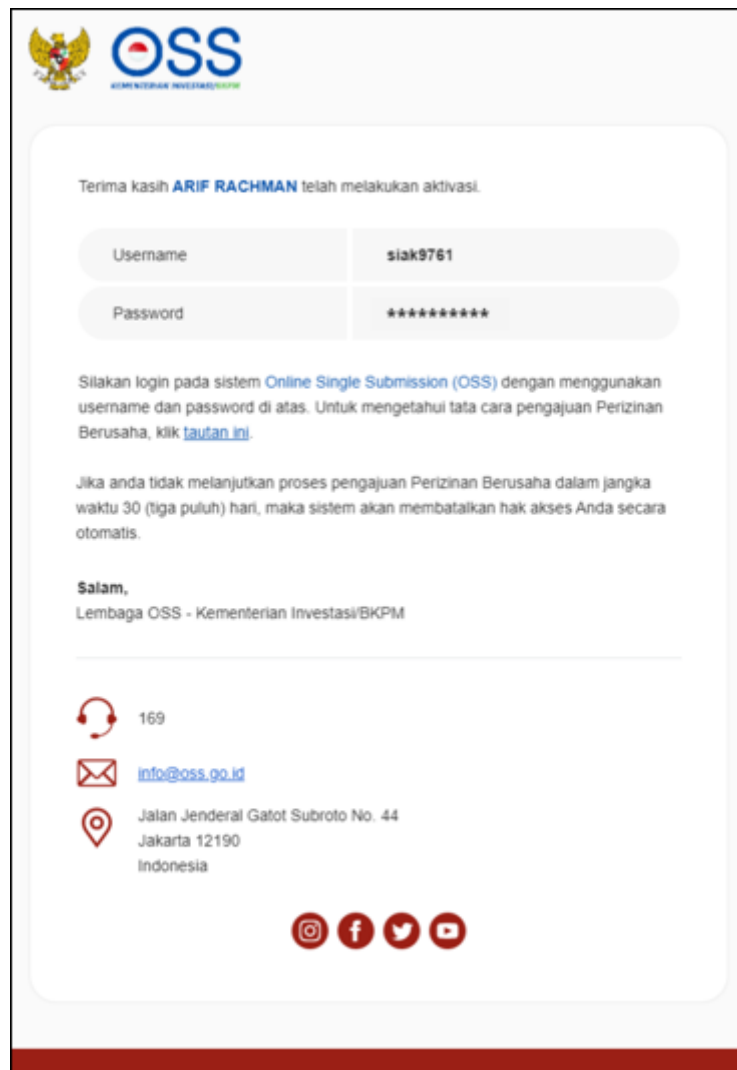 OSS
KEMENTERIAN INVESTASI/BKPM
Terima kasih ARIF RACHMAN telah melakukan aktivasi.
Username siak9761
Password **********
Silakan login pada sistem Online Single Submission (OSS) dengan menggunakan
username dan password di atas. Untuk mengetahui tata cara pengajuan Perizinan
Berusaha, klik tautan ini.
Jika anda tidak melanjutkan proses pengajuan Perizinan Berusaha dalam jangka
waktu 30 (tiga puluh) hari, maka sistem akan membatalkan hak akses Anda secara
otomatis.
Salam,
Lembaga OSS - Kementerian Investasi/BKPM
169
info@oss.go.id
Jalan Jenderal Gatot Subroto No. 44
Jakarta 12190
Indonesia